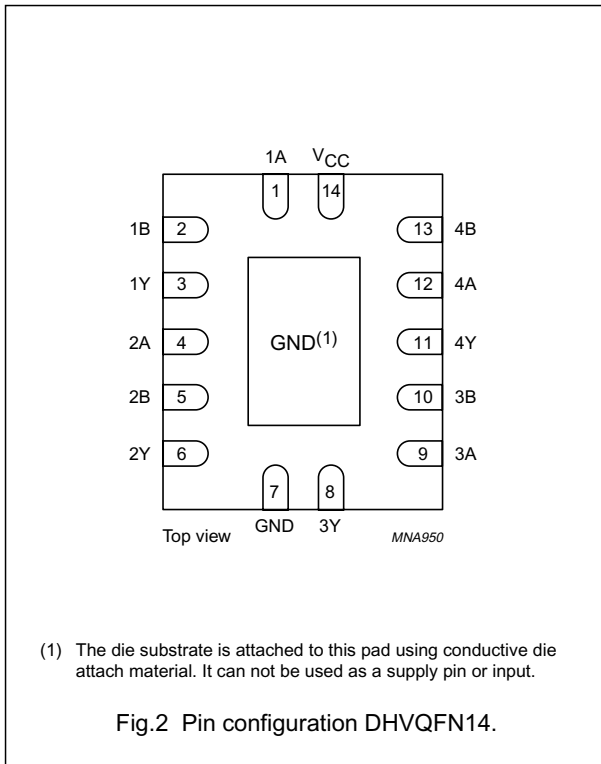 1A VCC
1 14
1B 2 13 4B
1Y 3 12 4A
2A 4 GND(1) 11 4Y
2B 5 10 3B
2Y 6 9 3A
7 8
Top view GND 3Y MNA950
(1) The die substrate is attached to this pad using conductive die
attach material. It can not be used as a supply pin or input.
Fig.2 Pin configuration DHVQFN14.